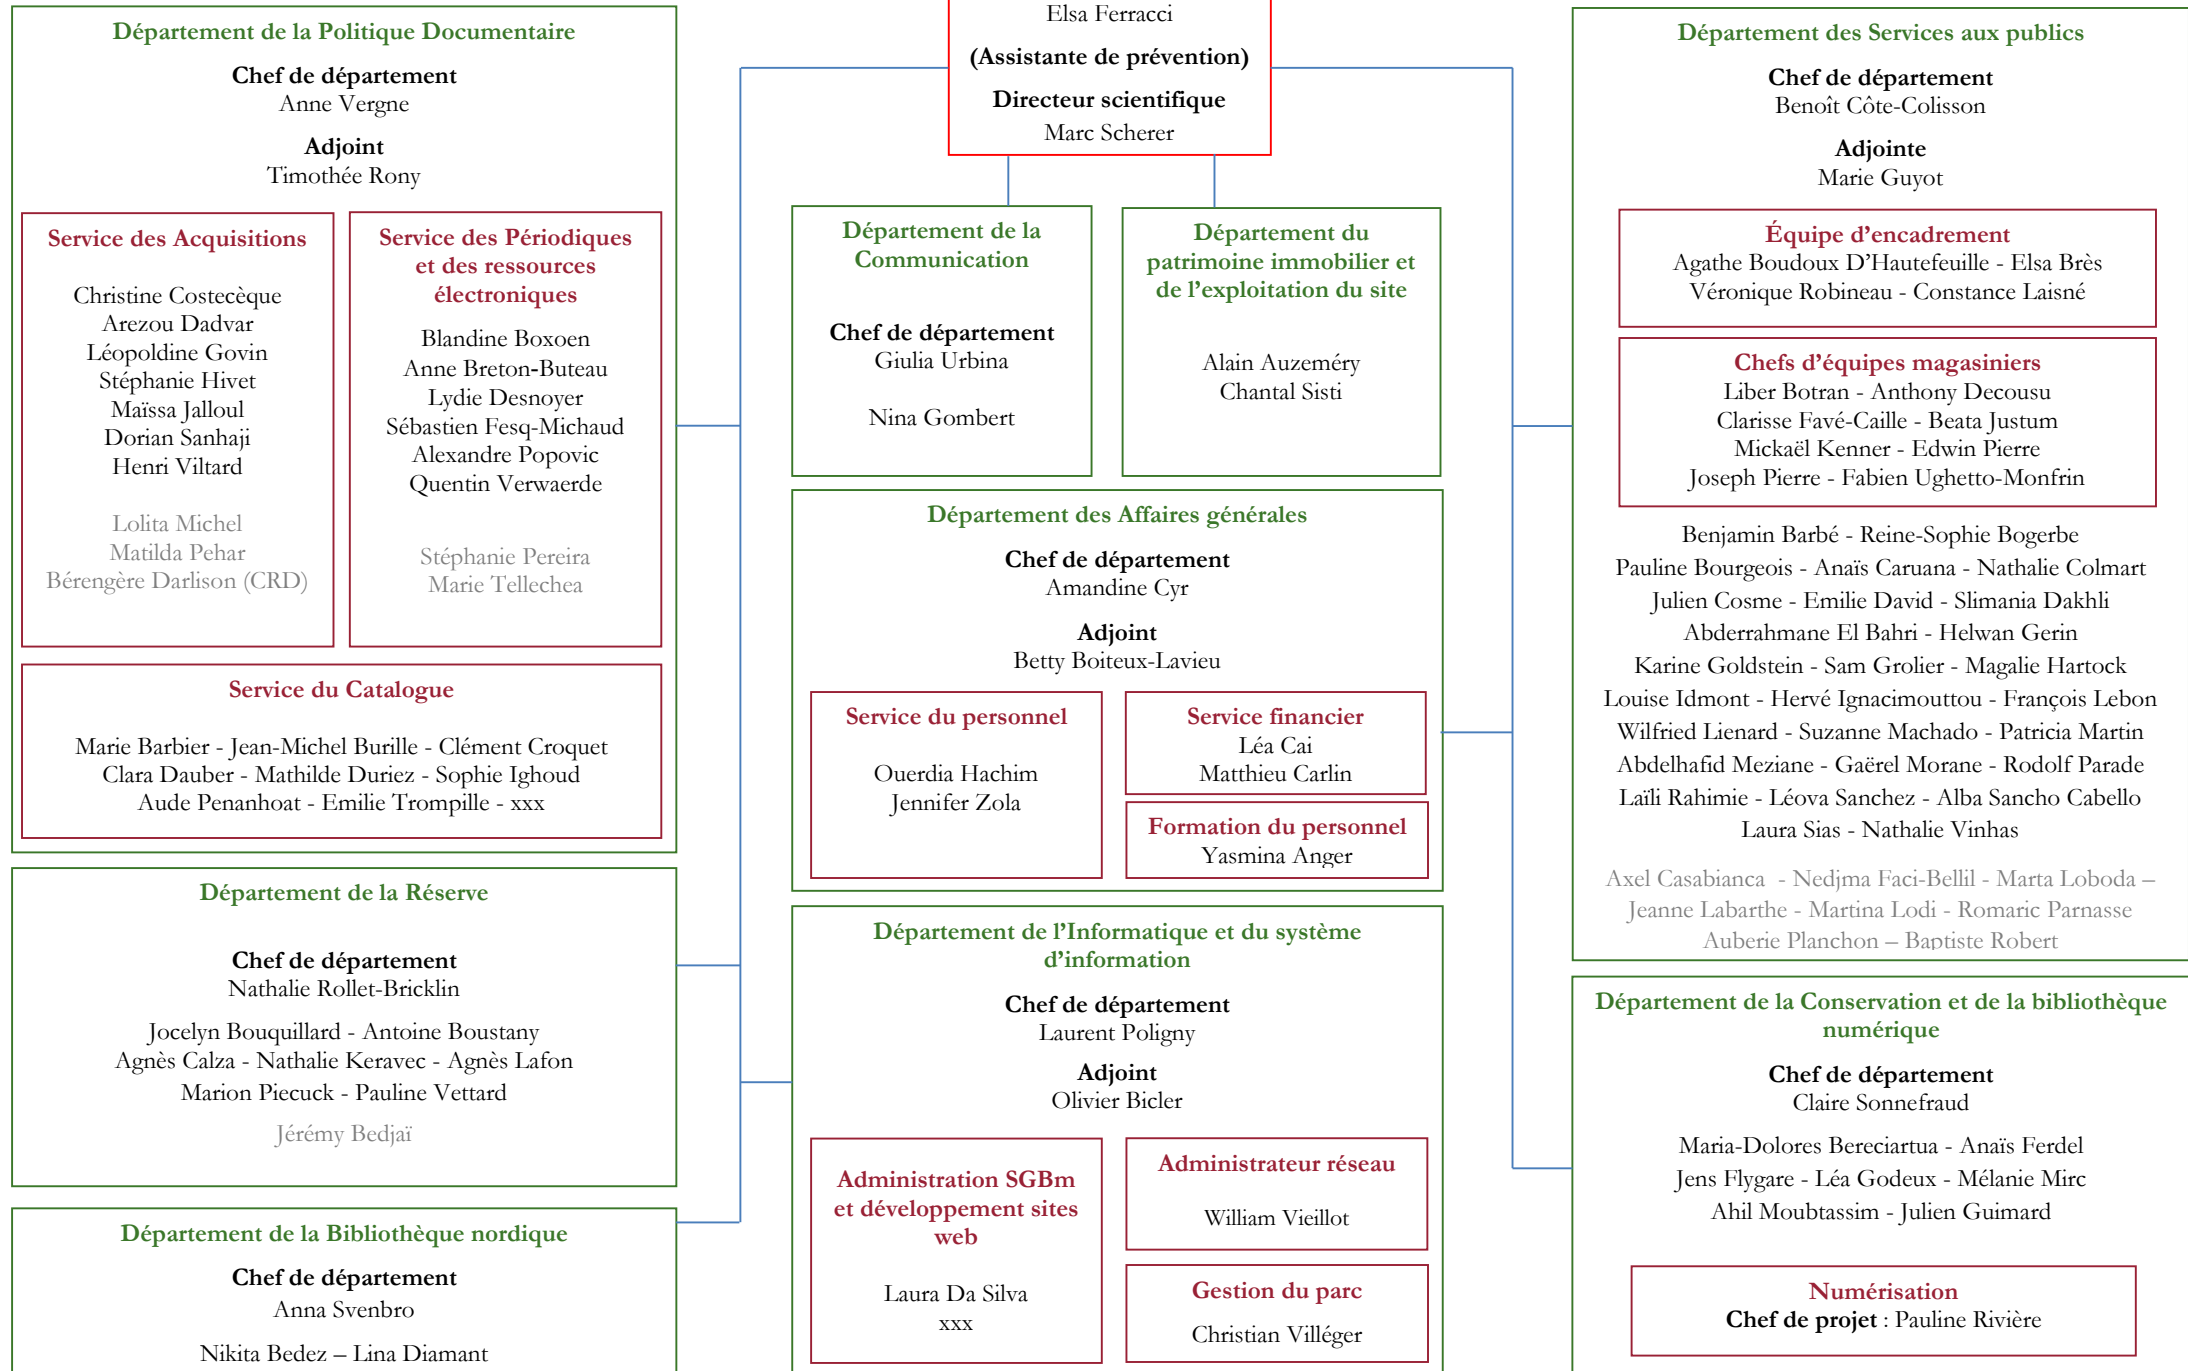 Elsa Ferracci
(Assistante de prévention)
Directeur scientifique
Marc Scherer
Département de la Politique Documentaire
Chef de département
Anne Vergne
Adjoint
Timothée Rony
Service des Acquisitions
Christine Costecèque
Arezou Dadvar
Léopoldine Govin
Stéphanie Hivet
Maïssa Jalloul
Dorian Sanhaji
Henri Viltard
Lolita Michel
Matilda Pehar
Bérengère Darlison (CRD)
Service des Périodiques
et des ressources
électroniques
Blandine Boxoen
Anne Breton-Buteau
Lydie Desnoyer
Sébastien Fesq-Michaud
Alexandre Popovic
Quentin Verwaerde
Stéphanie Pereira
Marie Tellechea
Service du Catalogue
Marie Barbier - Jean-Michel Burille - Clément Croquet
Clara Dauber - Mathilde Duriez - Sophie Ighoud
Aude Penanhoat - Emilie Trompille - xxx
Département de la Réserve
Chef de département
Nathalie Rollet-Bricklin
Jocelyn Bouquillard - Antoine Boustany
Agnès Calza - Nathalie Keravec - Agnès Lafon
Marion Piecuck - Pauline Vettard
Jérémy Bedjaï
Département de la Bibliothèque nordique
Chef de département
Anna Svenbro
Nikita Bedez – Lina Diamant
Département de la
Communication
Chef de département
Giulia Urbina
Nina Gombert
Département du
patrimoine immobilier et
de l'exploitation du site
Alain Auzeméry
Chantal Sisti
Département des Affaires générales
Chef de département
Amandine Cyr
Adjoint
Betty Boiteux-Lavieu
Service du personnel
Ouerdia Hachim
Jennifer Zola
Service financier
Léa Cai
Matthieu Carlin
Formation du personnel
Yasmina Anger
Département de l'Informatique et du système
d'information
Chef de département
Laurent Poligny
Adjoint
Olivier Bicler
Administration SGBm
et développement sites
web
Laura Da Silva
xxx
Administrateur réseau
William Vieillot
Gestion du parc
Christian Villéger
Département des Services aux publics
Chef de département
Benoît Côte-Colisson
Adjointe
Marie Guyot
Équipe d'encadrement
Agathe Boudoux D'Hautefeuille - Elsa Brès
Véronique Robineau - Constance Laisné
Chefs d'équipes magasiniers
Liber Botran - Anthony Decousu
Clarisse Favé-Caille - Beata Justum
Mickaël Kenner - Edwin Pierre
Joseph Pierre - Fabien Ughetto-Monfrin
Benjamin Barbé - Reine-Sophie Bogerbe
Pauline Bourgeois - Anaïs Caruana - Nathalie Colmart
Julien Cosme - Emilie David - Slimania Dakhli
Abderrahmane El Bahri - Helwan Gerin
Karine Goldstein - Sam Grolier - Magalie Hartock
Louise Idmont - Hervé Ignacimouttou - François Lebon
Wilfried Lienard - Suzanne Machado - Patricia Martin
Abdelhafid Meziane - Gaërel Morane - Rodolf Parade
Laïli Rahimie - Léova Sanchez - Alba Sancho Cabello
Laura Sias - Nathalie Vinhas
Axel Casabianca - Nedjma Faci-Bellil - Marta Loboda –
Jeanne Labarthe - Martina Lodi - Romaric Parnasse
Auberie Planchon – Baptiste Robert
Département de la Conservation et de la bibliothèque
numérique
Chef de département
Claire Sonnefraud
Maria-Dolores Bereciartua - Anaïs Ferdel
Jens Flygare - Léa Godeux - Mélanie Mirc
Ahil Moubtassim - Julien Guimard
Numérisation
Chef de projet : Pauline Rivière